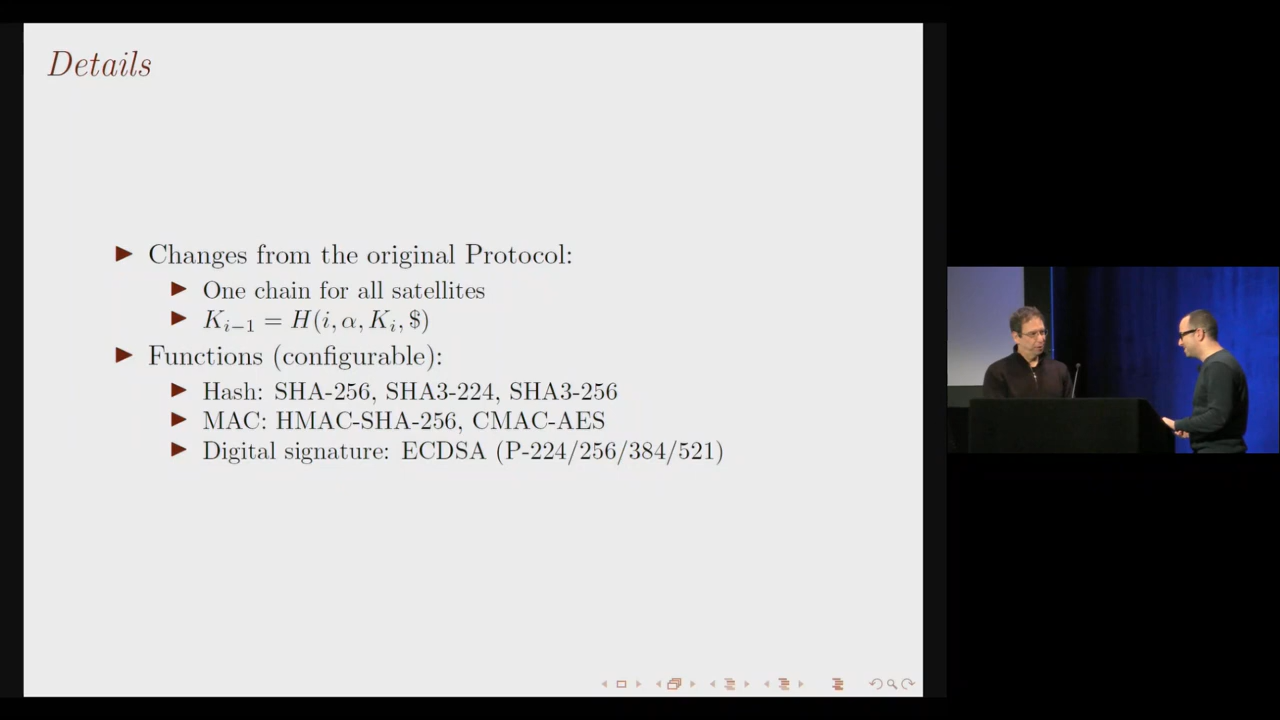 Details
Changes from the original Protocol:
One chain for all satellites
K_{i−1} = H(i, α, K_i, $)
Functions (configurable):
Hash: SHA-256, SHA3-224, SHA3-256
MAC: HMAC-SHA-256, CMAC-AES
Digital signature: ECDSA (P-224/256/384/521)